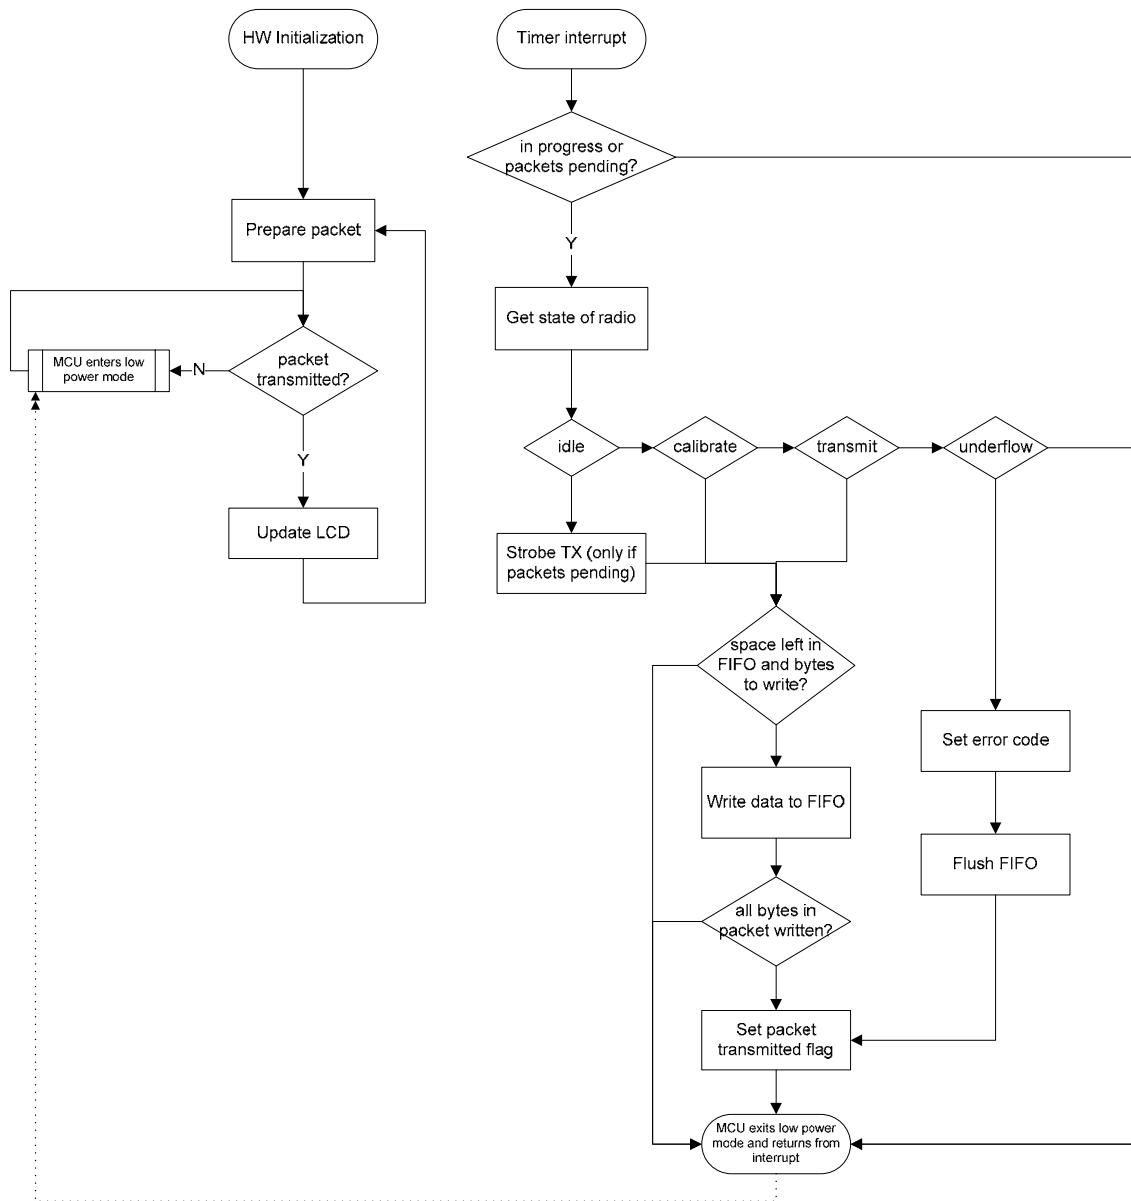 HW Initialization
Timer interrupt
in progress or
packets pending?
Y
Prepare packet
Get state of radio
MCU enters low
power mode
N
packet
transmitted?
Y
Update LCD
idle
calibrate
transmit
underflow
Strobe TX (only if
packets pending)
space left in
FIFO and bytes
to write?
Set error code
Write data to FIFO
Flush FIFO
all bytes in
packet written?
Set packet
transmitted flag
MCU exits low power
mode and returns from
interrupt